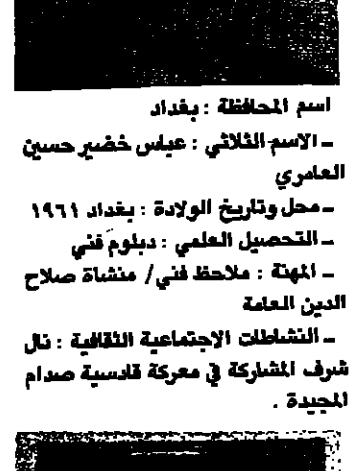 اسم المحافظة : بغداد
ـ الاسم الثلاثي : عباس خضير حسين
العامري
ـ محل وتاريخ الولادة : بغداد ١٩٦١
ـ التحصيل العلمي : دبلوم فني
ـ المهنة : ملاحظ فني / منشاة صلاح
الدين العامة
ـ النشاطات الاجتماعية الثقافية : نال
شرف المشاركة في معركة قادسية صدام
المجيدة .